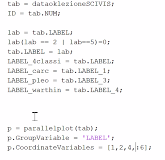 tab = dataoklezioneSCIVIS;
ID = tab.NUM;
lab = tab.LABEL;
lab(lab == 2 | lab==5)=0;
tab.LABEL = lab;
LABEL_4classi = tab.LABEL;
LABEL_carc = tab.LABEL_1;
LABEL_pleo = tab.LABEL_3;
LABEL_warthin = tab.LABEL_4;
p = parallelplot(tab);
p.GroupVariable = 'LABEL';
p.CoordinateVariables = [1,2,4,16];